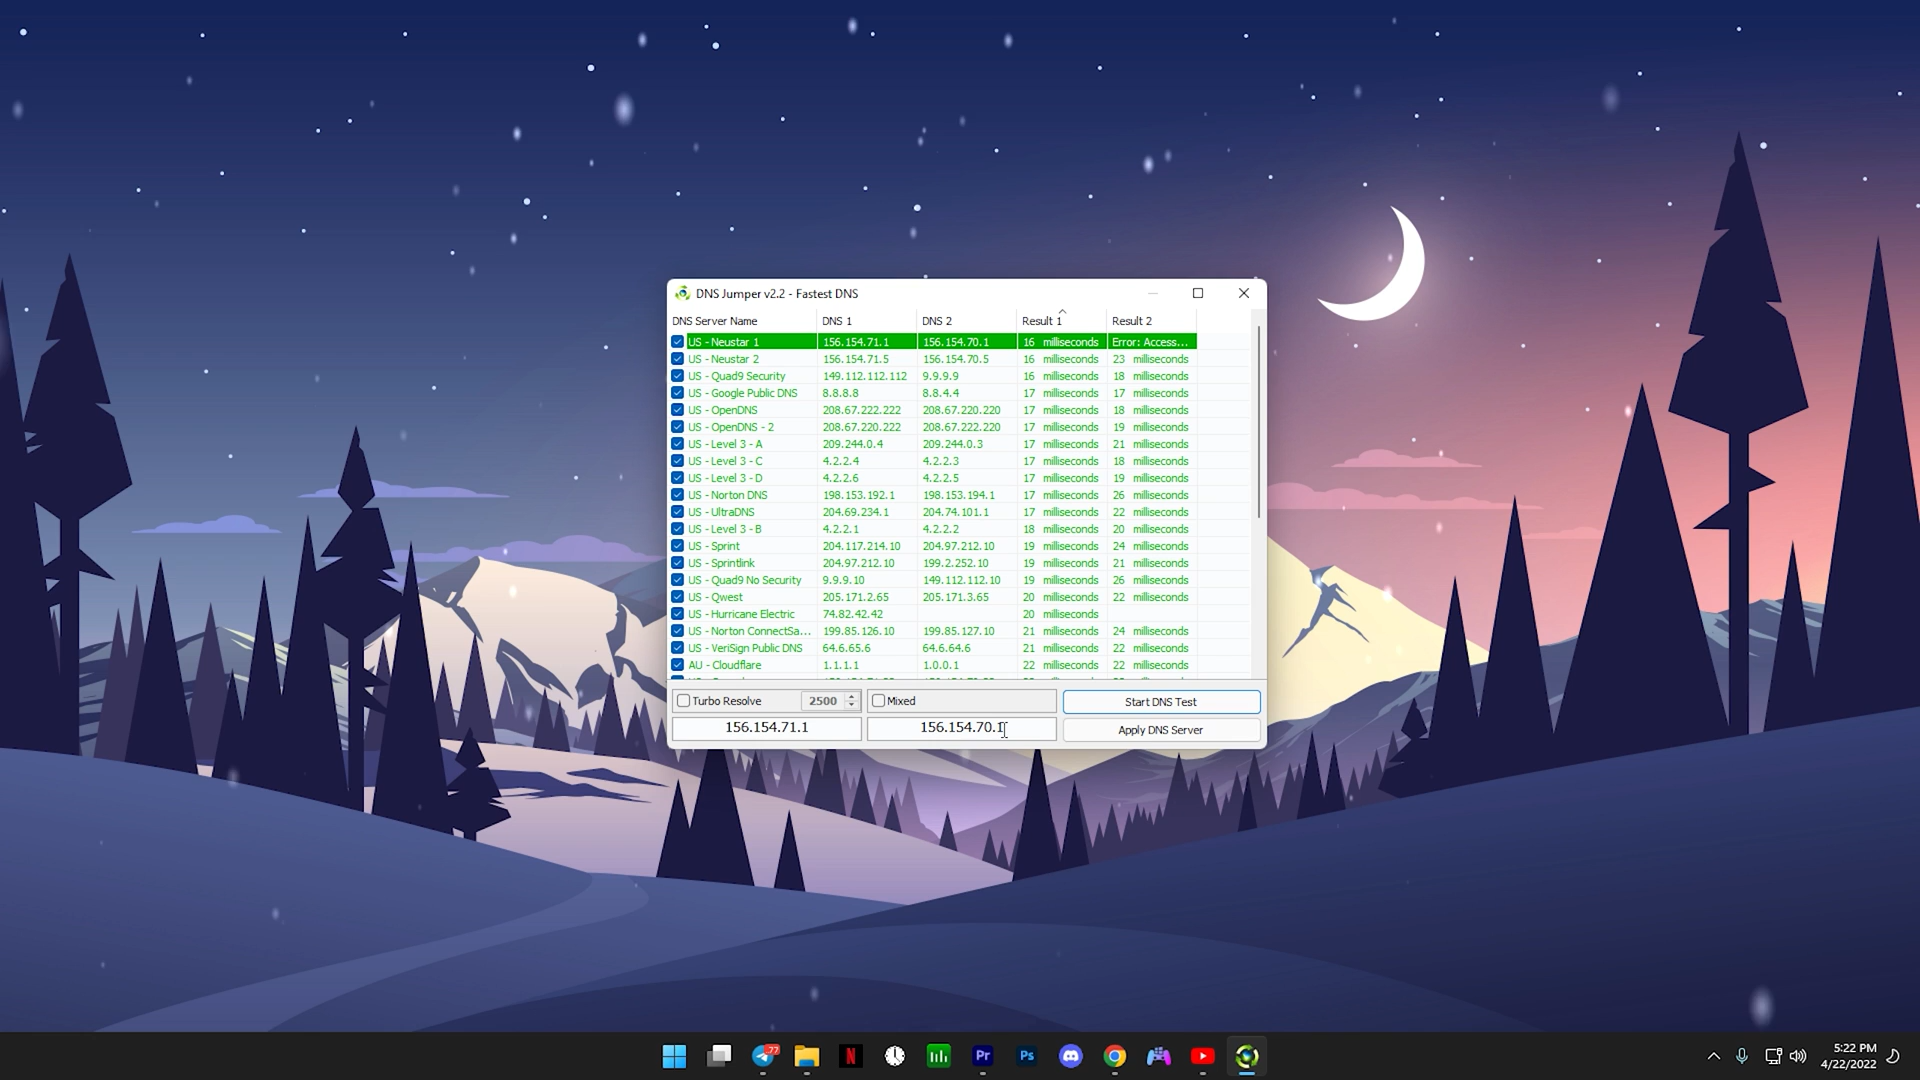 DNS Jumper v2.2 - Fastest DNS
DNS Server Name DNS 1 DNS 2 Result 1 Result 2
US - Neustar 1 156.154.71.1 156.154.70.1 16 milliseconds Error: Access...
US - Neustar 2 156.154.71.5 156.154.70.5 16 milliseconds 23 milliseconds
US - Quad9 Security 149.112.112.112 9.9.9.9 16 milliseconds 18 milliseconds
US - Google Public DNS 8.8.8.8 8.8.4.4 17 milliseconds 17 milliseconds
US - OpenDNS 208.67.222.222 208.67.220.220 17 milliseconds 18 milliseconds
US - OpenDNS - 2 208.67.220.222 208.67.222.220 17 milliseconds 19 milliseconds
US - Level 3 - A 209.244.0.4 209.244.0.3 17 milliseconds 21 milliseconds
US - Level 3 - C 4.2.2.4 4.2.2.3 17 milliseconds 18 milliseconds
US - Level 3 - D 4.2.2.6 4.2.2.5 17 milliseconds 19 milliseconds
US - Norton DNS 198.153.192.1 198.153.194.1 17 milliseconds 26 milliseconds
US - UltraDNS 204.69.234.1 204.74.101.1 17 milliseconds 22 milliseconds
US - Level 3 - B 4.2.2.1 4.2.2.2 18 milliseconds 20 milliseconds
US - Sprint 204.117.214.10 204.97.212.10 19 milliseconds 24 milliseconds
US - Sprintlink 204.97.212.10 199.2.252.10 19 milliseconds 21 milliseconds
US - Quad9 No Security 9.9.9.10 149.112.112.10 19 milliseconds 26 milliseconds
US - Qwest 205.171.2.65 205.171.3.65 20 milliseconds 22 milliseconds
US - Hurricane Electric 74.82.42.42 20 milliseconds
US - Norton ConnectSa... 199.85.126.10 199.85.127.10 21 milliseconds 24 milliseconds
US - VeriSign Public DNS 64.6.65.6 64.6.64.6 21 milliseconds 22 milliseconds
AU - Cloudflare 1.1.1.1 1.0.0.1 22 milliseconds 22 milliseconds
Turbo Resolve 2500 Mixed Start DNS Test
156.154.71.1 156.154.70.1 Apply DNS Server
77 N Pr Ps
5:22 PM
4/22/2022